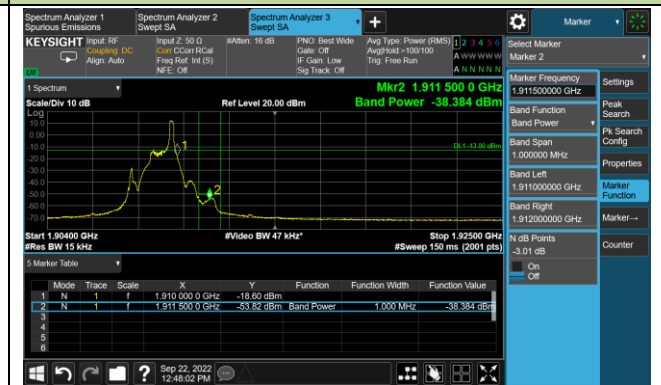 Spectrum Analyzer 1
Spurious Emissions
Spectrum Analyzer 2
Swept SA
Spectrum Analyzer 3
Swept SA
Marker
KEYSIGHT
Input: RF
Coupling: DC
Align: Auto
Input Z: 50 Ω
Corr CCorr RCal
Freq Ref: Int (S)
NFE: Off
#Atten: 16 dB
PNO: Best Wide
Gate: Off
IF Gain: Low
Sig Track: Off
Avg Type: Power (RMS)
Avg|Hold:>100/100
Trig: Free Run
1 2 3 4 5 6
A W W W W W
A N N N N N
LW
Select Marker
Marker 2
1 Spectrum
Scale/Div 10 dB
Log
Ref Level 20.00 dBm
Mkr2 1.911 500 0 GHz
Band Power -38.384 dBm
10.0
0.00
-10.0
-20.0
-30.0
-40.0
-50.0
-60.0
-70.0
1
2
DL1 -13.00 dBm
Start 1.90400 GHz
#Res BW 15 kHz
#Video BW 47 kHz*
Stop 1.92500 GHz
#Sweep 150 ms (2001 pts)
5 Marker Table
Mode Trace Scale X Y Function Function Width Function Value
1 N 1 f 1.910 000 0 GHz -18.60 dBm
2 N 1 f 1.911 500 0 GHz -53.82 dBm Band Power 1.000 MHz -38.384 dBm
3
4
5
6
Marker Frequency
1.911500000 GHz
Band Function
Band Power
Band Span
1.000000 MHz
Band Left
1.911000000 GHz
Band Right
1.912000000 GHz
N dB Points
-3.01 dB
On
Off
Settings
Peak
Search
Pk Search
Config
Properties
Marker
Function
Marker→
Counter
?
Sep 22, 2022
12:48:02 PM